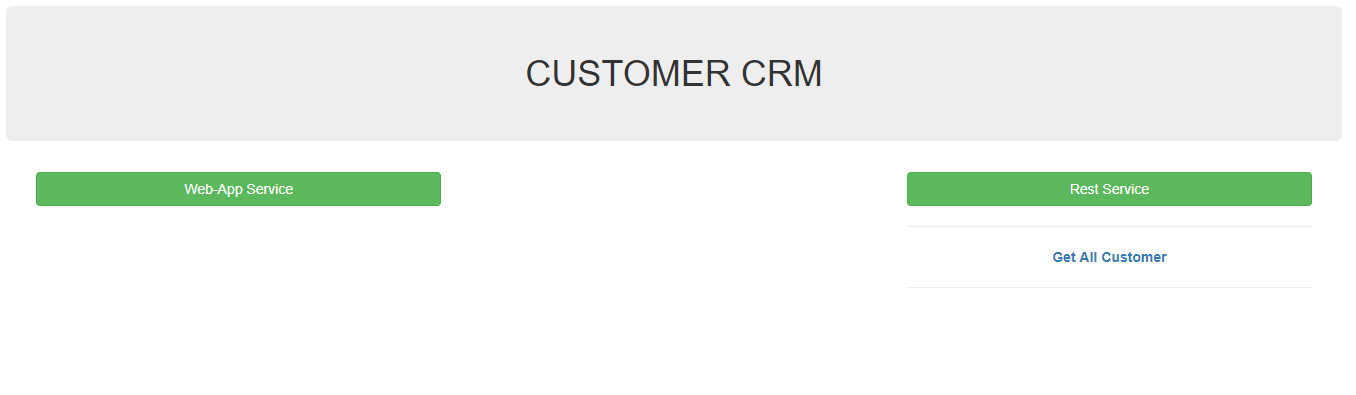 CUSTOMER CRM
Web-App Service
Rest Service
Get All Customer